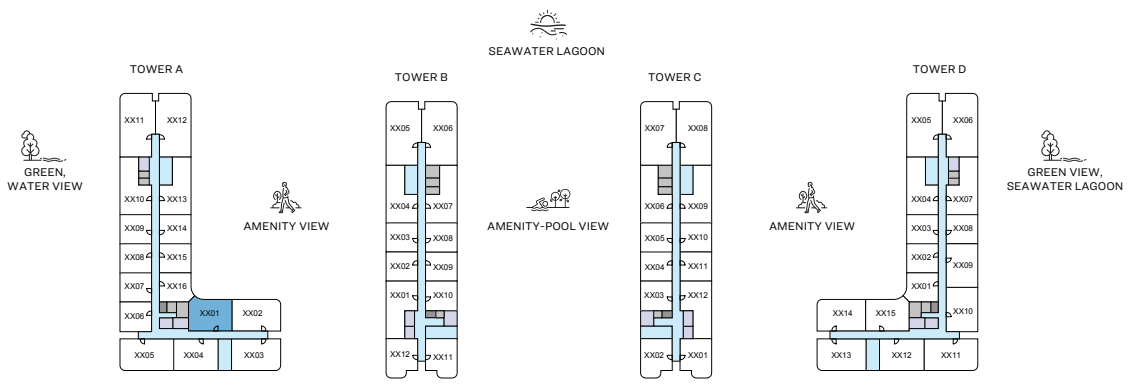 SEAWATER LAGOON
TOWER A
TOWER B
TOWER C
TOWER D
XX11 XX12
XX05 XX06
XX07 XX08
XX05 XX06
GREEN,
WATER VIEW
GREEN VIEW,
SEAWATER LAGOON
XX10 XX13
XX04 XX07
XX06 XX09
XX04 XX07
AMENITY VIEW
AMENITY-POOL VIEW
AMENITY VIEW
XX09 XX14
XX03 XX08
XX05 XX10
XX03 XX08
XX08 XX15
XX02 XX09
XX04 XX11
XX09
XX07 XX16
XX01 XX10
XX03 XX12
XX01
XX06 XX01 XX02
XX14 XX15 XX10
XX05 XX04 XX03
XX12 XX11
XX02 XX01
XX13 XX12 XX11